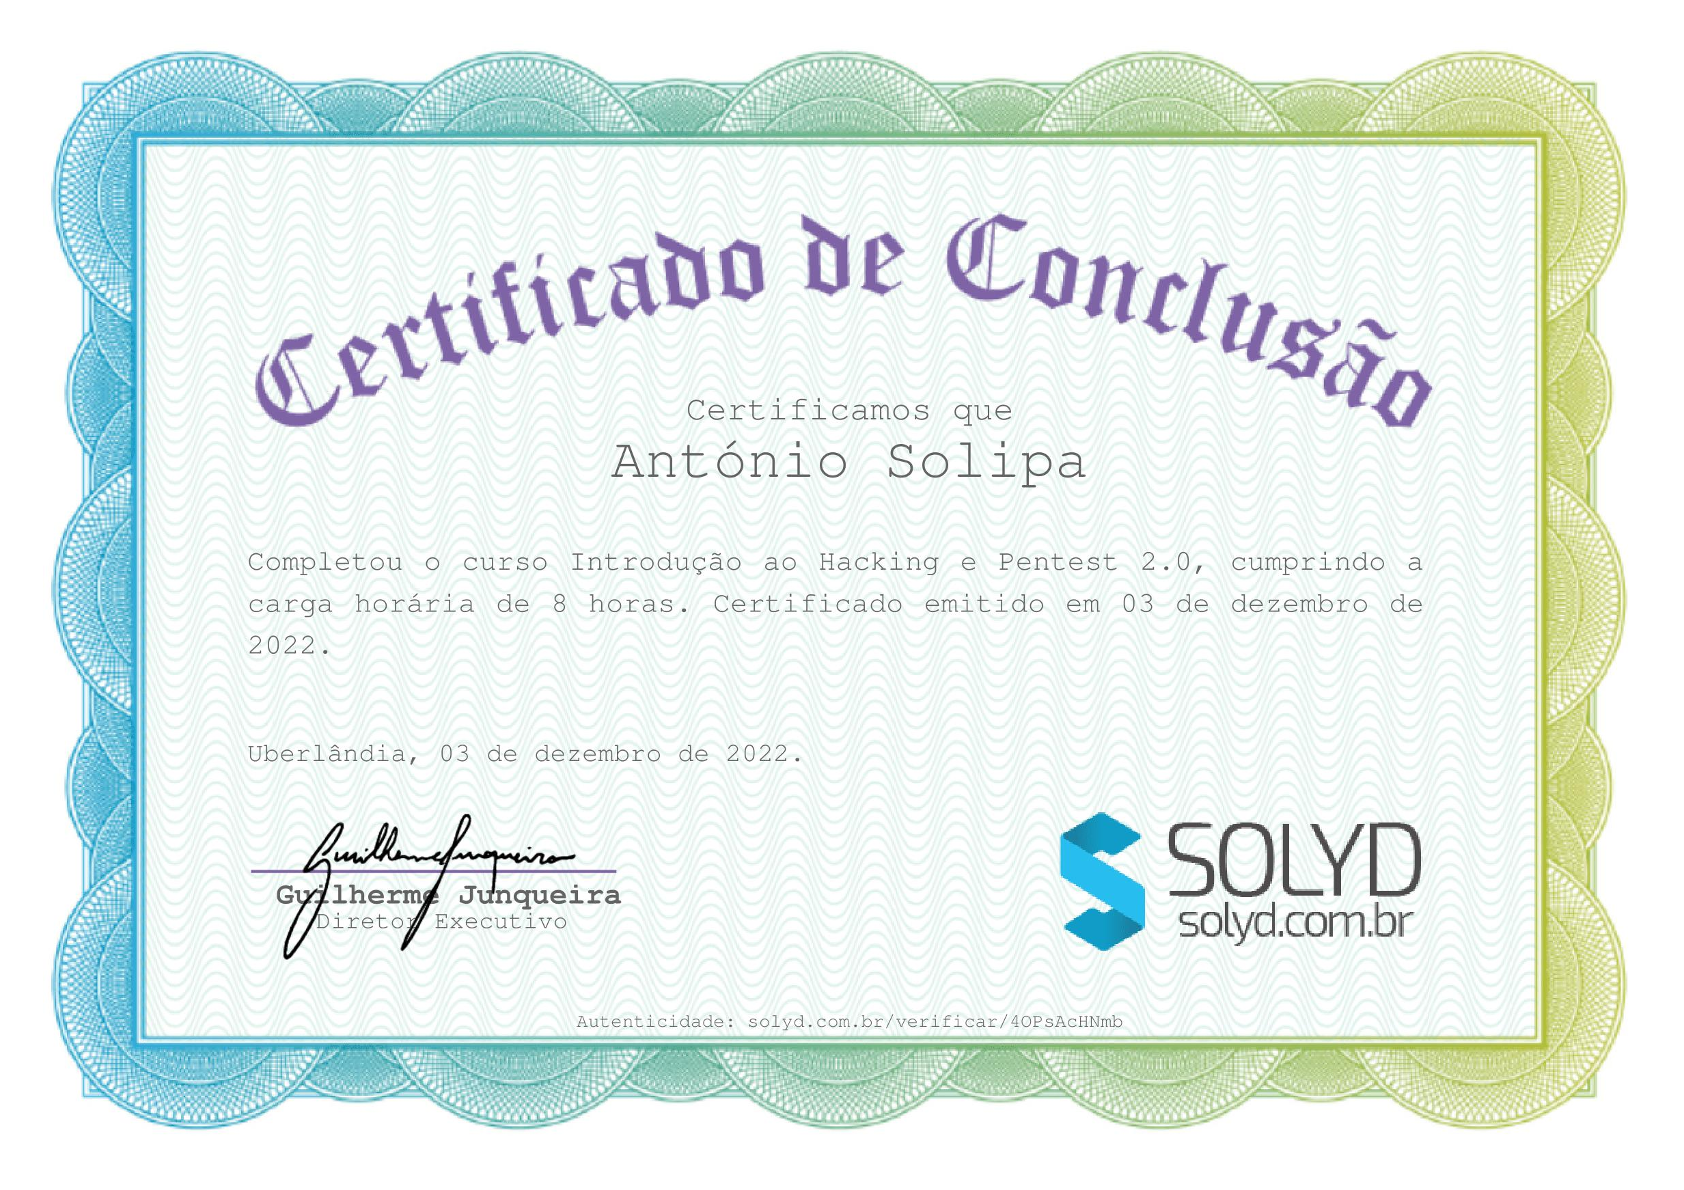 Certificado de Conclusão
Certificamos que
António Solipa
Completou o curso Introdução ao Hacking e Pentest 2.0, cumprindo a
carga horária de 8 horas. Certificado emitido em 03 de dezembro de
2022.
Uberlândia, 03 de dezembro de 2022.
Guilherme Junqueira
Guilherme Junqueira
Diretor Executivo
SOLYD
solyd.com.br
Autenticidade: solyd.com.br/verificar/4OPsAcHNmb